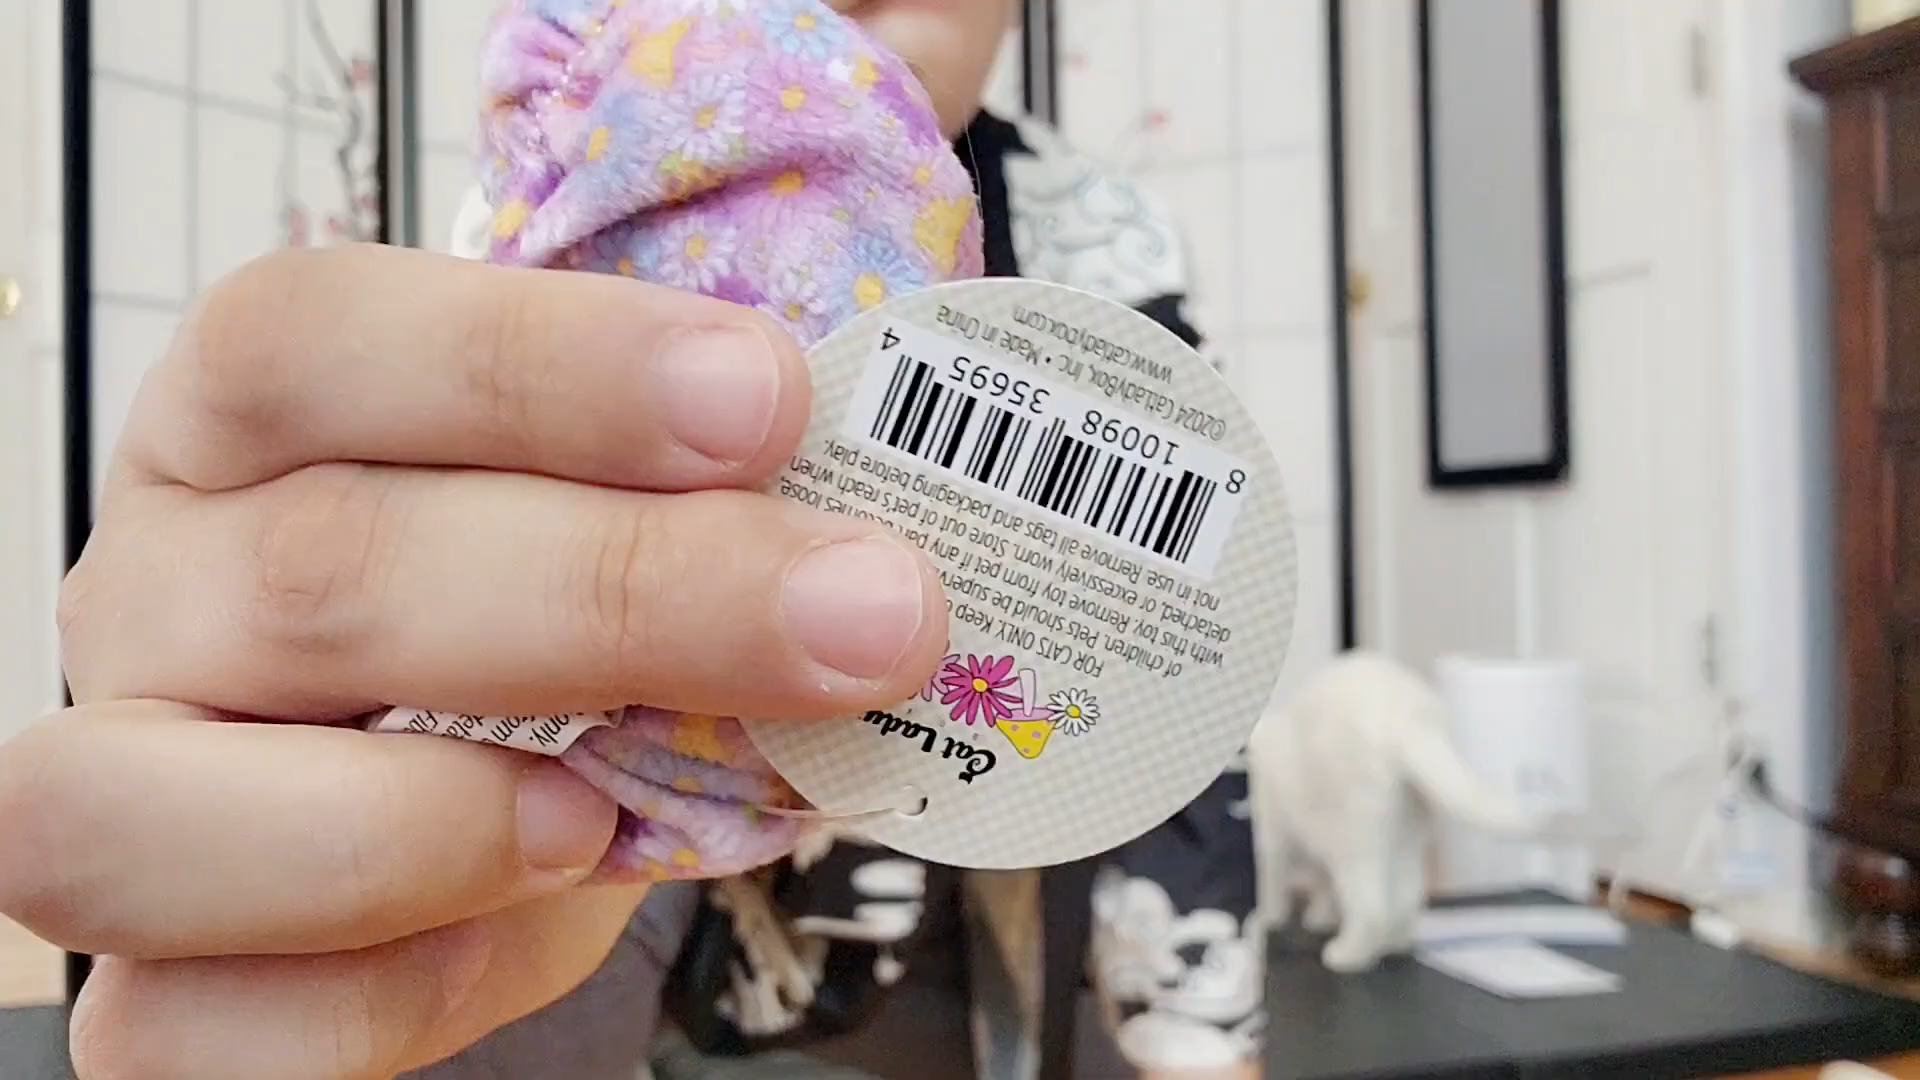 Cat Lady
FOR CATS ONLY. Keep
of children. Pets should be
with this toy. Remove toy from pet if any part becomes loose,
detached, or excessively worn. Store out of pet's reach when
not in use. Remove all tags and packaging before play.
8 10098 35695 4
©2024 CatLadyBox, Inc • Made in China
www.catladybox.com
only.
from